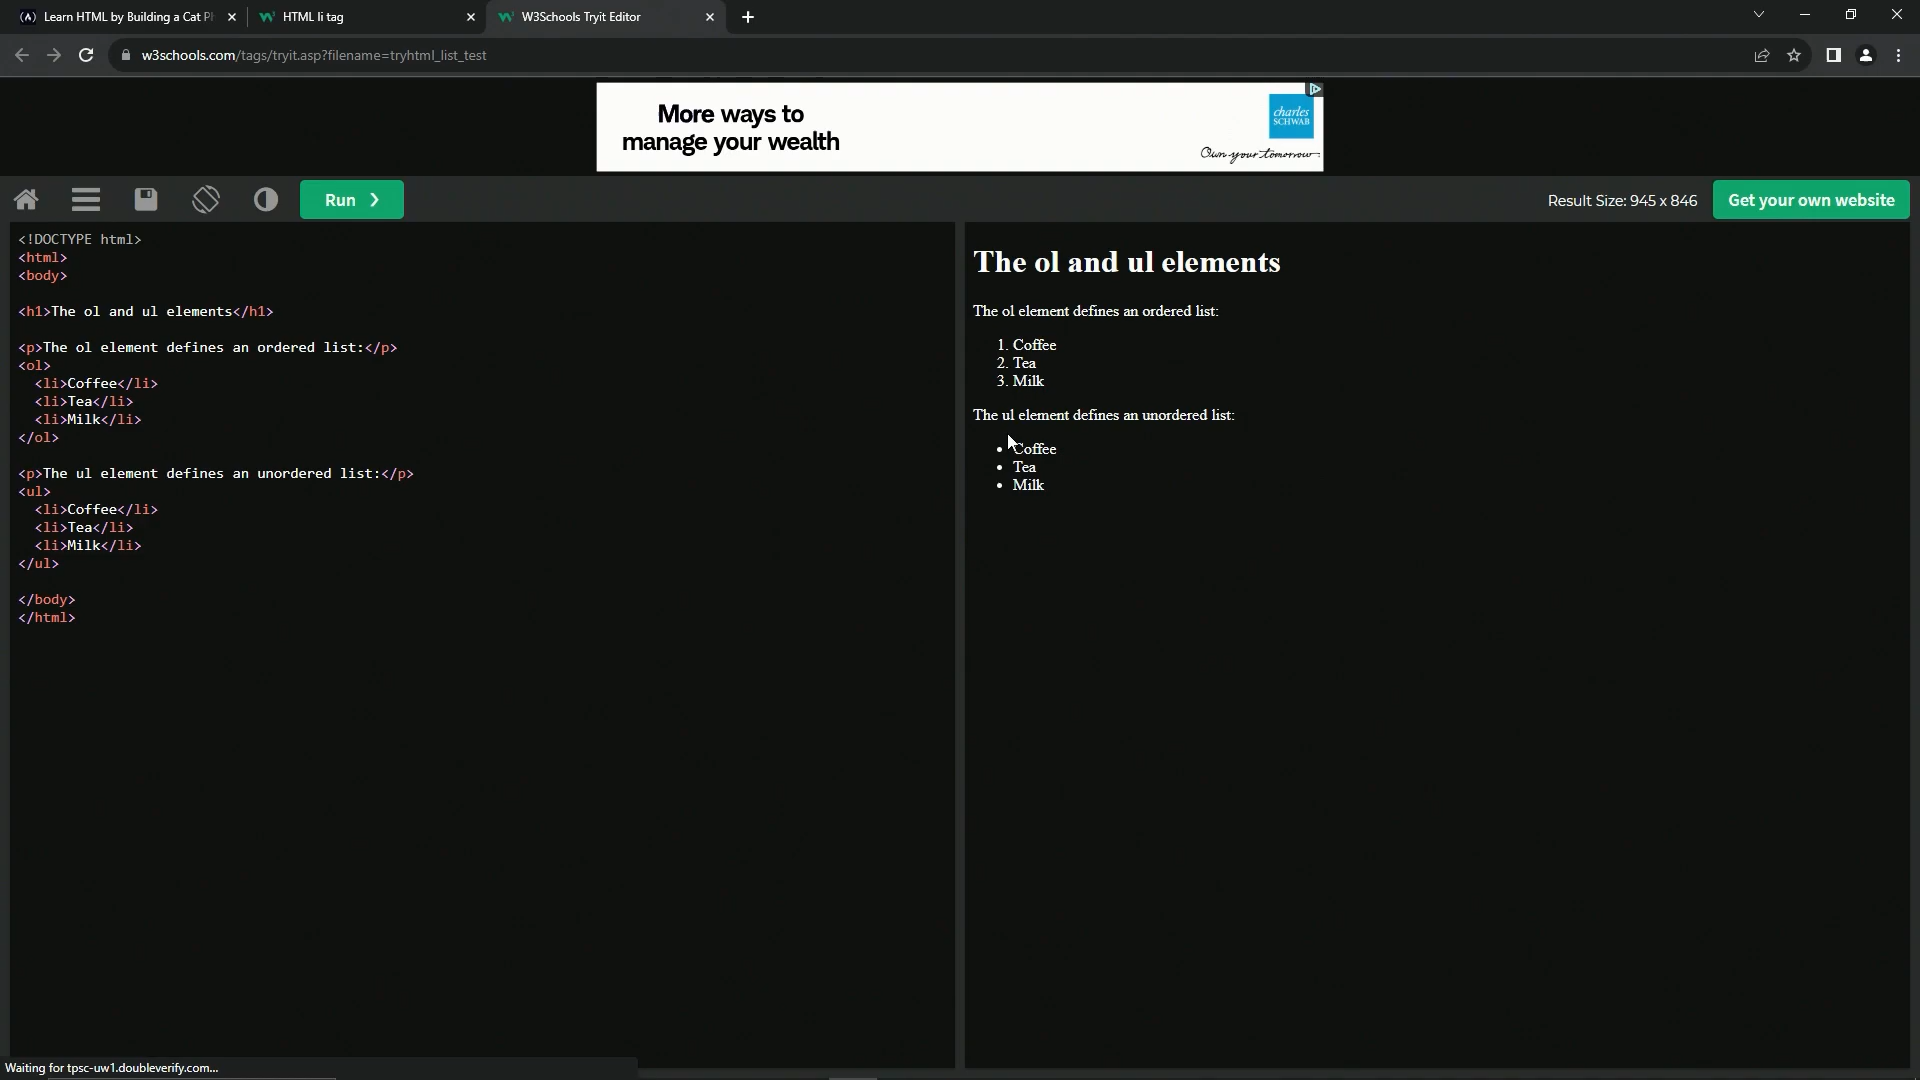 Learn HTML by Building a Cat Ph
HTML li tag
W3Schools Tryit Editor
w3schools.com/tags/tryit.asp?filename=tryhtml_list_test
More ways to
manage your wealth
charles
SCHWAB
Own your tomorrow
Run ❯
Result Size: 945 x 846
Get your own website
<!DOCTYPE html>
<html>
<body>
<h1>The ol and ul elements</h1>
<p>The ol element defines an ordered list:</p>
<ol>
<li>Coffee</li>
<li>Tea</li>
<li>Milk</li>
</ol>
<p>The ul element defines an unordered list:</p>
<ul>
<li>Coffee</li>
<li>Tea</li>
<li>Milk</li>
</ul>
</body>
</html>
The ol and ul elements
The ol element defines an ordered list:
1. Coffee
2. Tea
3. Milk
The ul element defines an unordered list:
• Coffee
• Tea
• Milk
Waiting for tpsc-uw1.doubleverify.com...